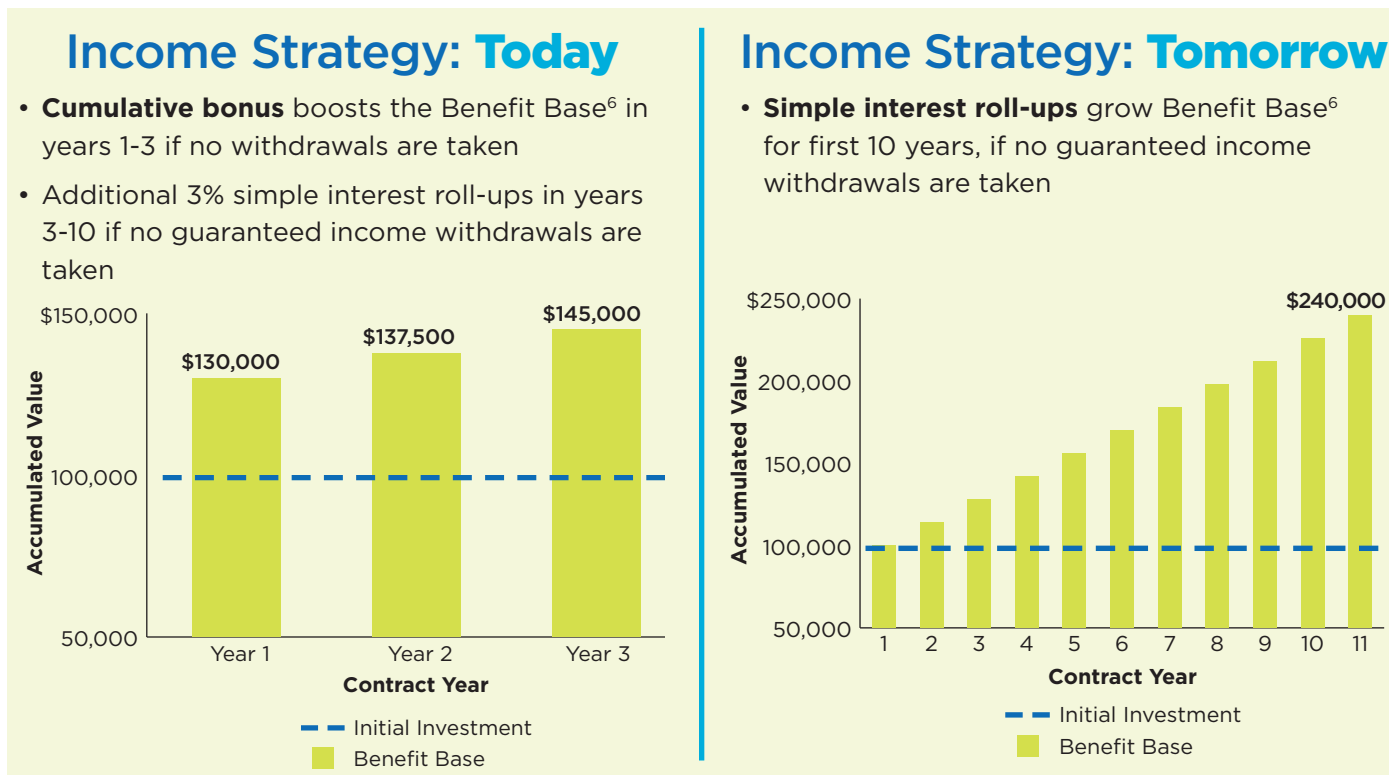 Income Strategy: Today
• Cumulative bonus boosts the Benefit Base6 in
years 1-3 if no withdrawals are taken
• Additional 3% simple interest roll-ups in years
3-10 if no guaranteed income withdrawals are
taken
$150,000
100,000
50,000
Accumulated Value
$130,000
$137,500
$145,000
Year 1 Year 2 Year 3
Contract Year
Initial Investment
Benefit Base
Income Strategy: Tomorrow
• Simple interest roll-ups grow Benefit Base6
for first 10 years, if no guaranteed income
withdrawals are taken
$250,000
200,000
150,000
100,000
50,000
Accumulated Value
$240,000
1 2 3 4 5 6 7 8 9 10 11
Contract Year
Initial Investment
Benefit Base